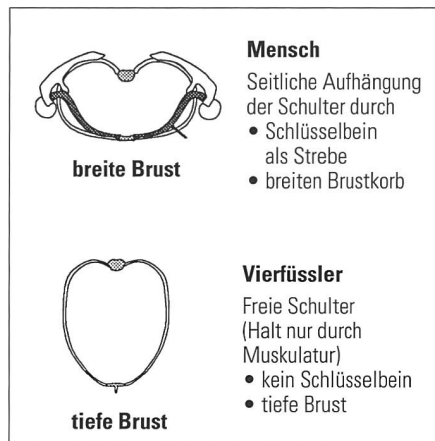 Mensch
Seitliche Aufhängung
der Schulter durch
• Schlüsselbein
als Strebe
• breiten Brustkorb
breite Brust
Vierfüssler
Freie Schulter
(Halt nur durch
Muskulatur)
• kein Schlüsselbein
• tiefe Brust
tiefe Brust